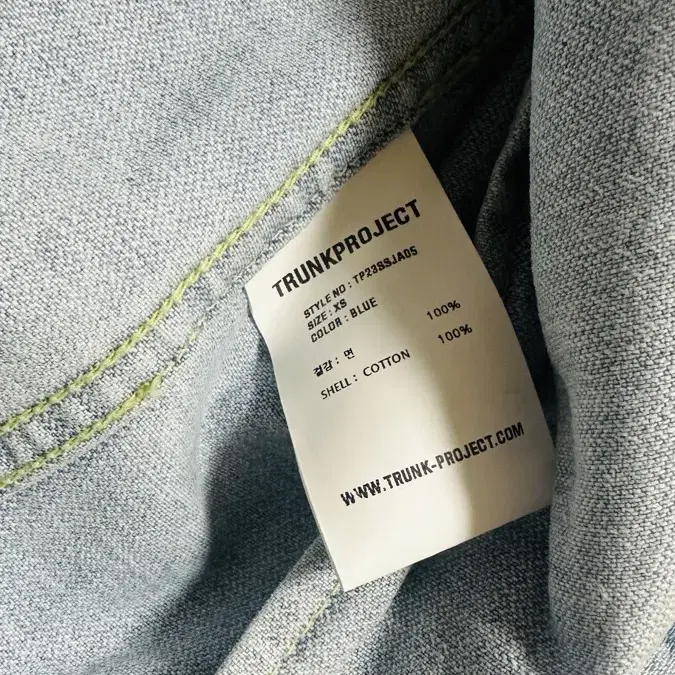 TRUNKPROJECT
STYLE NO : TP23SSJA05
SIZE : XS
COLOR : BLUE
겉감 : 면 100%
SHELL : COTTON 100%
WWW.TRUNK-PROJECT.COM